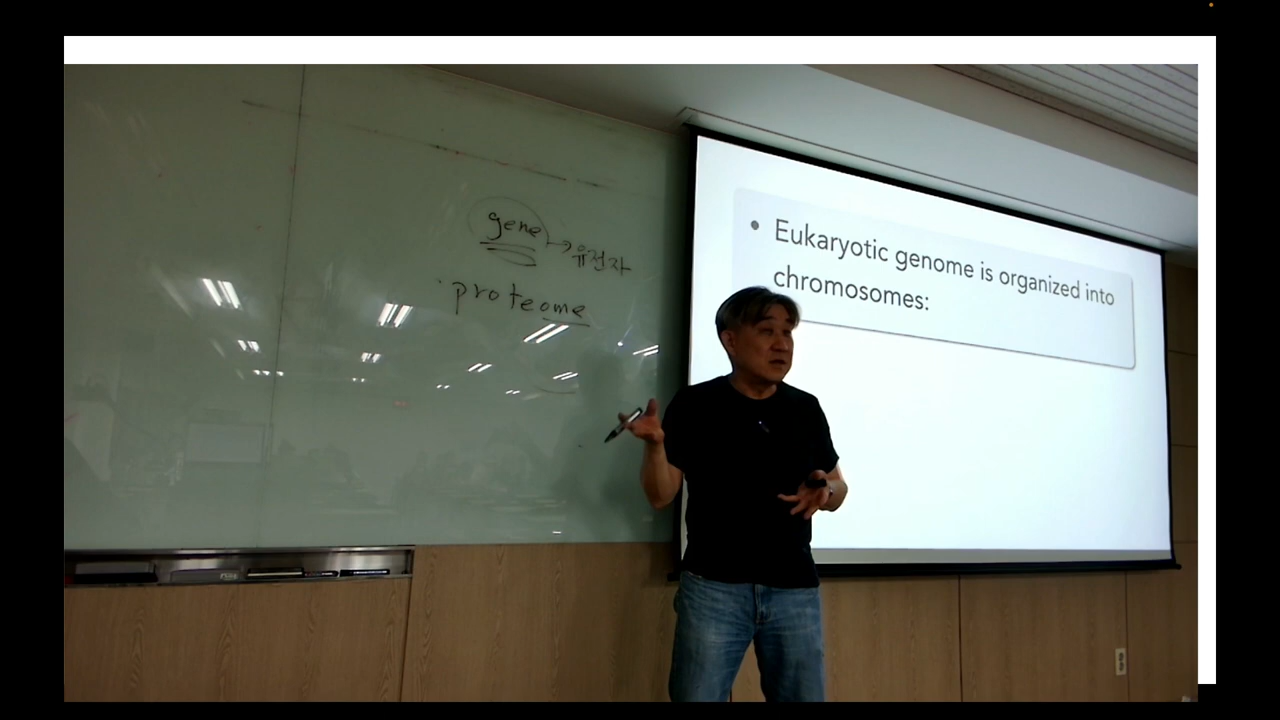 gene
유전자
proteome
• Eukaryotic genome is organized into
chromosomes: